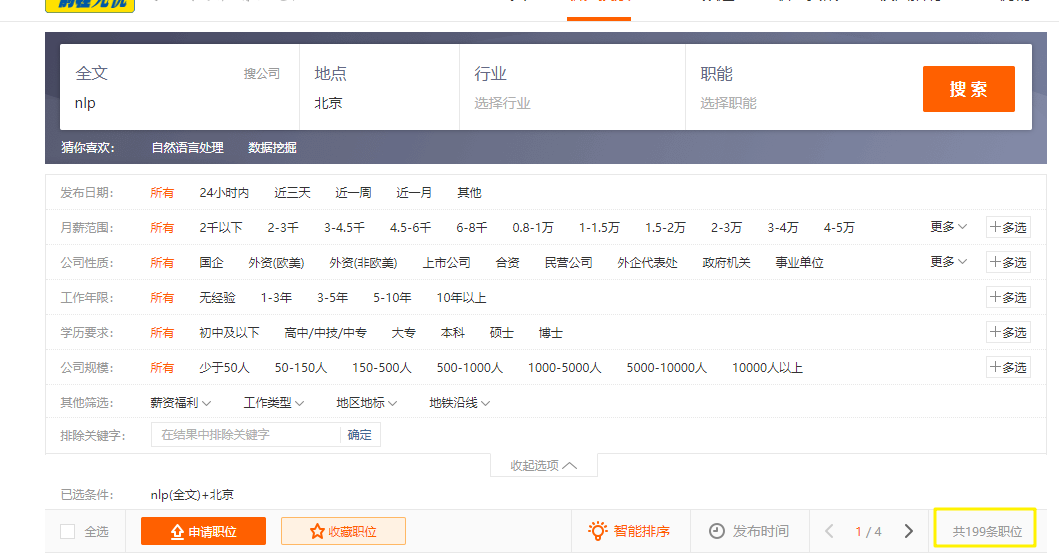 全文 搜公司 地点 行业 职能
nlp 北京 选择行业 选择职能 搜 索
猜你喜欢： 自然语言处理 数据挖掘
发布日期： 所有 24小时内 近三天 近一周 近一月 其他
月薪范围： 所有 2千以下 2-3千 3-4.5千 4.5-6千 6-8千 0.8-1万 1-1.5万 1.5-2万 2-3万 3-4万 4-5万 更多 +多选
公司性质： 所有 国企 外资(欧美) 外资(非欧美) 上市公司 合资 民营公司 外企代表处 政府机关 事业单位 更多 +多选
工作年限： 所有 无经验 1-3年 3-5年 5-10年 10年以上 +多选
学历要求： 所有 初中及以下 高中/中技/中专 大专 本科 硕士 博士 +多选
公司规模： 所有 少于50人 50-150人 150-500人 500-1000人 1000-5000人 5000-10000人 10000人以上 +多选
其他筛选： 薪资福利 工作类型 地区地标 地铁沿线
排除关键字： 在结果中排除关键字 确定
收起选项
已选条件： nlp(全文)+北京
全选 申请职位 收藏职位 智能排序 发布时间 1 / 4 共199条职位